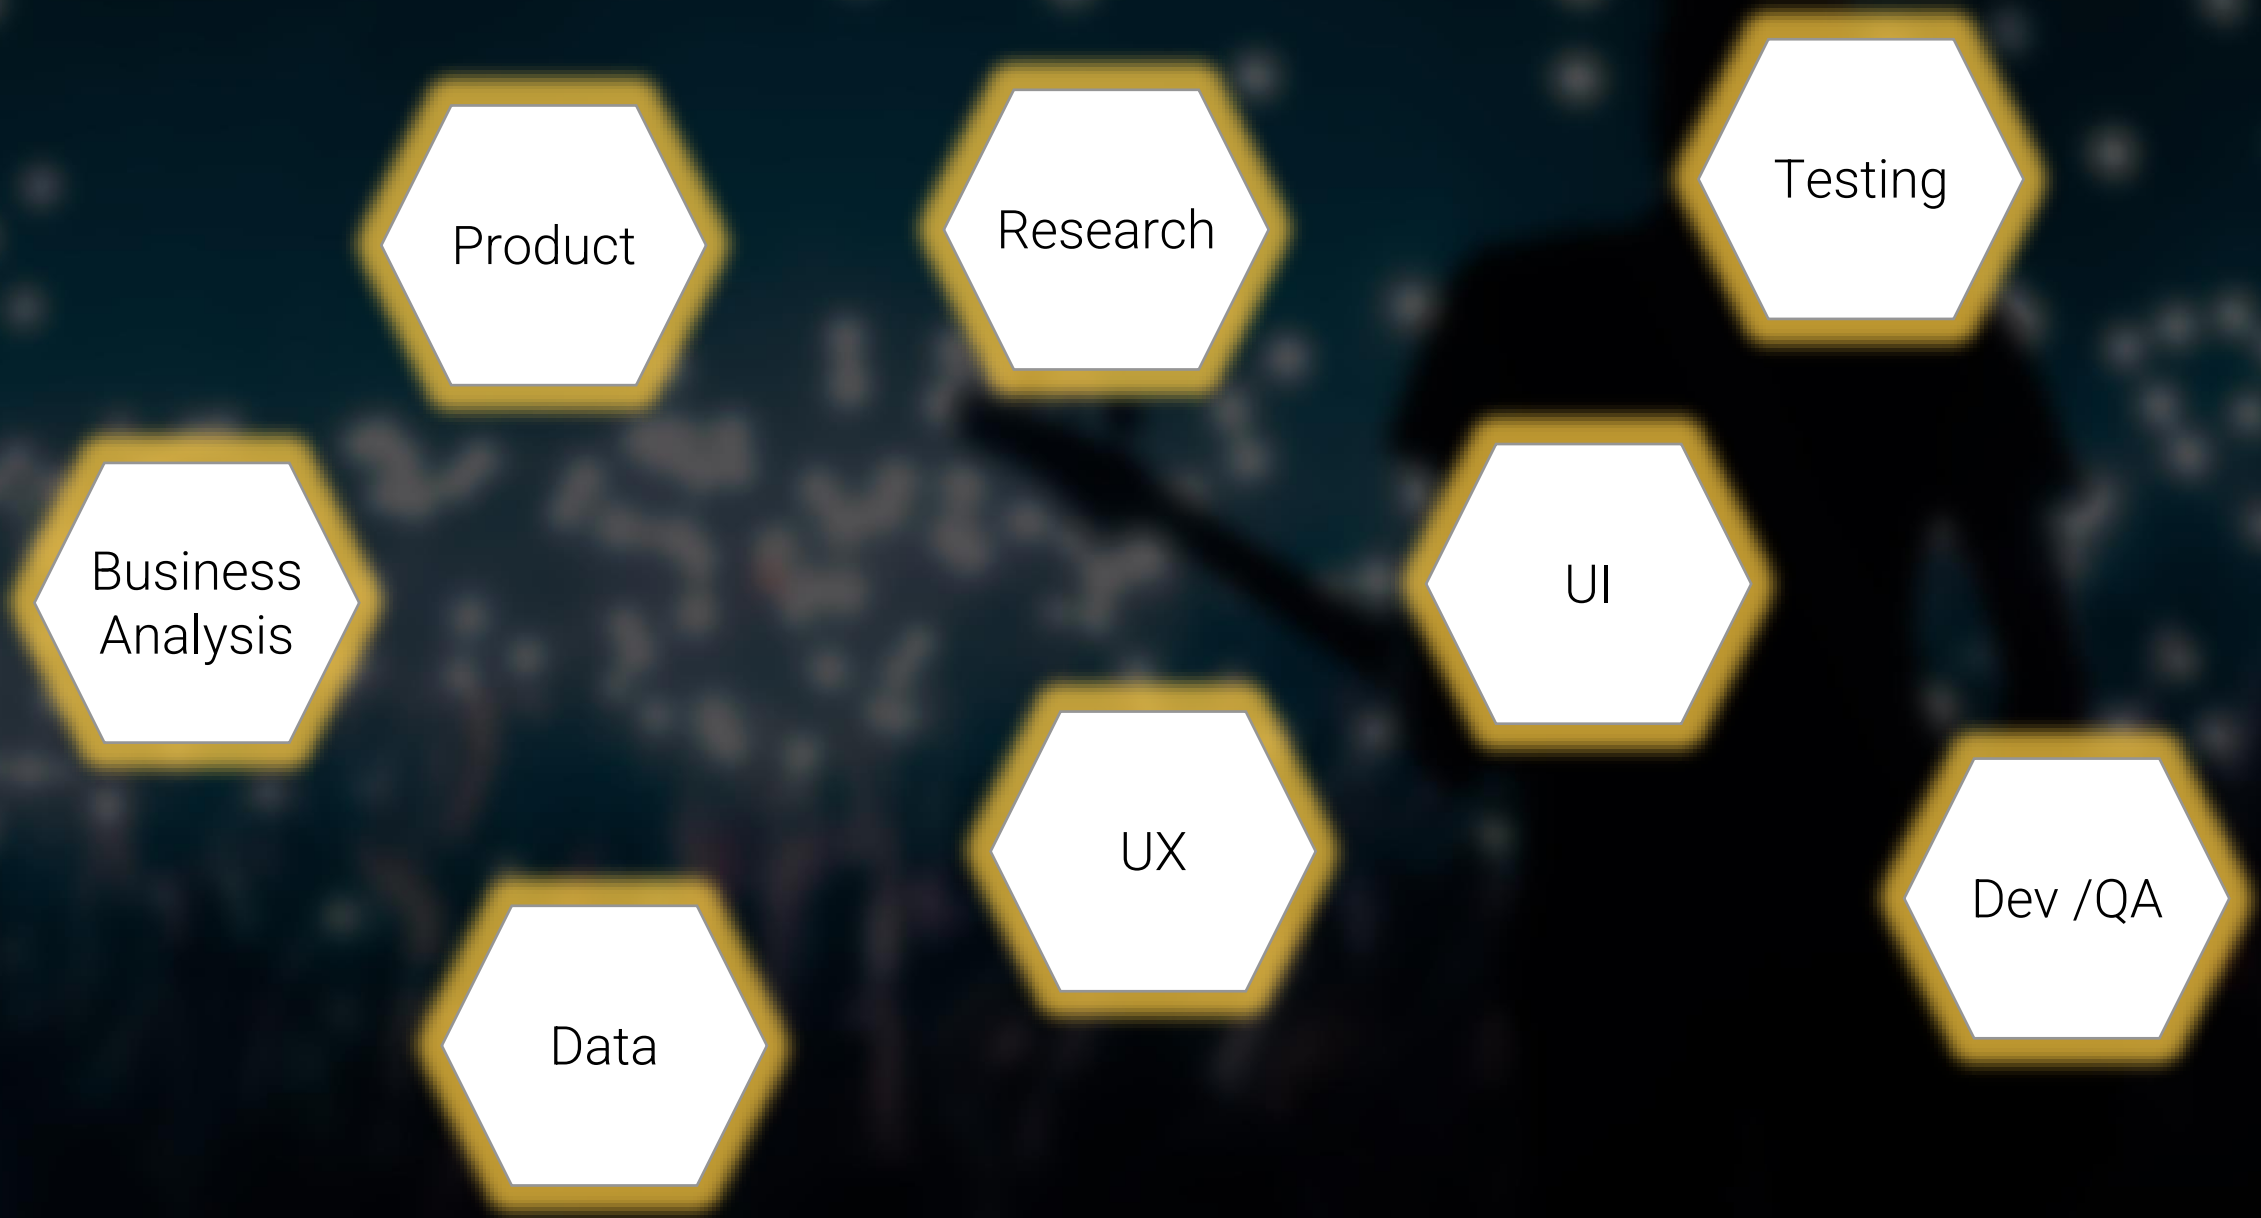 Product
Research
Testing
Business
Analysis
UI
UX
Dev /QA
Data